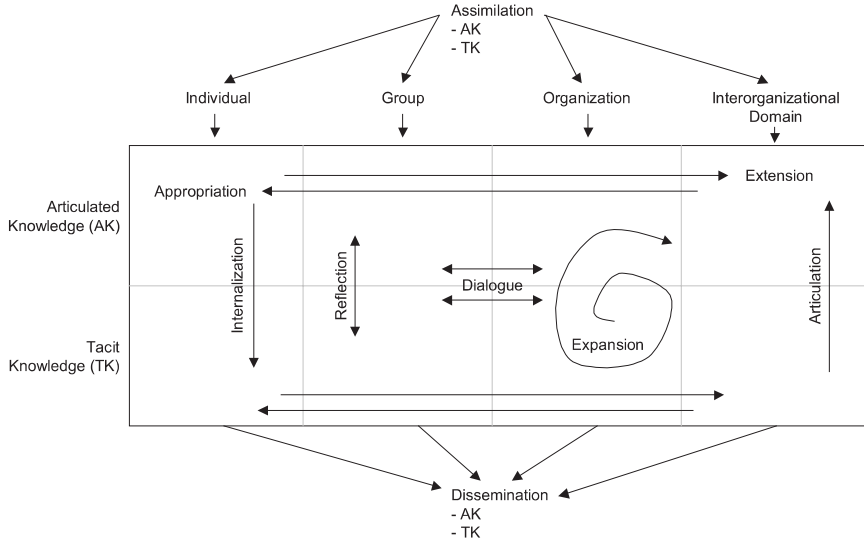 Assimilation
- AK
- TK
Individual
Group
Organization
Interorganizational
Domain
Extension
Appropriation
Articulated
Knowledge (AK)
Internalization
Reflection
Dialogue
Articulation
Expansion
Tacit
Knowledge (TK)
Dissemination
- AK
- TK